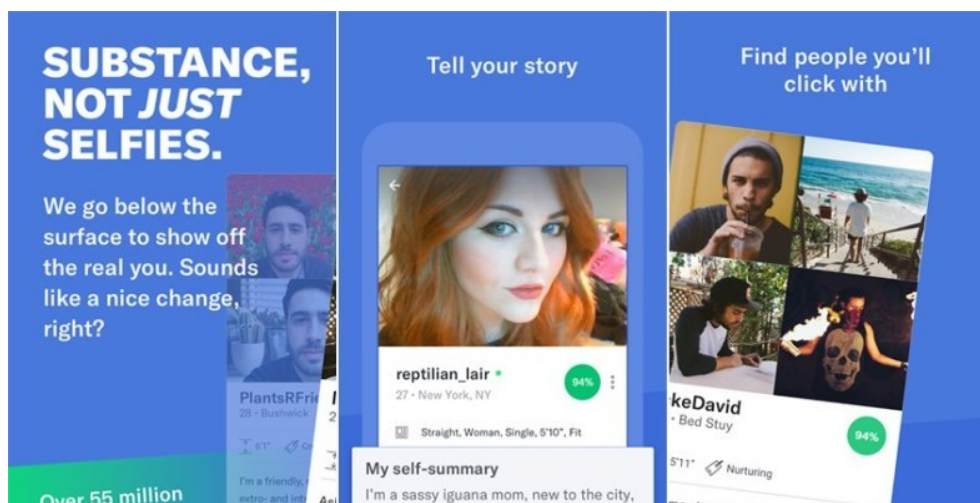 SUBSTANCE,
NOT JUST
SELFIES.
We go below the
surface to show off
the real you. Sounds
like a nice change,
right?
PlantsRFrie
28 • Bushwick
6'1"
I'm a friendly,
extro- and
Over 55 million
Tell your story
reptilian_lair
94%
27 • New York, NY
Straight, Woman, Single, 5'10", Fit
My self-summary
I'm a sassy iguana mom, new to the city,
Find people you'll
click with
keDavid
• Bed Stuy
94%
5'11"
Nurturing